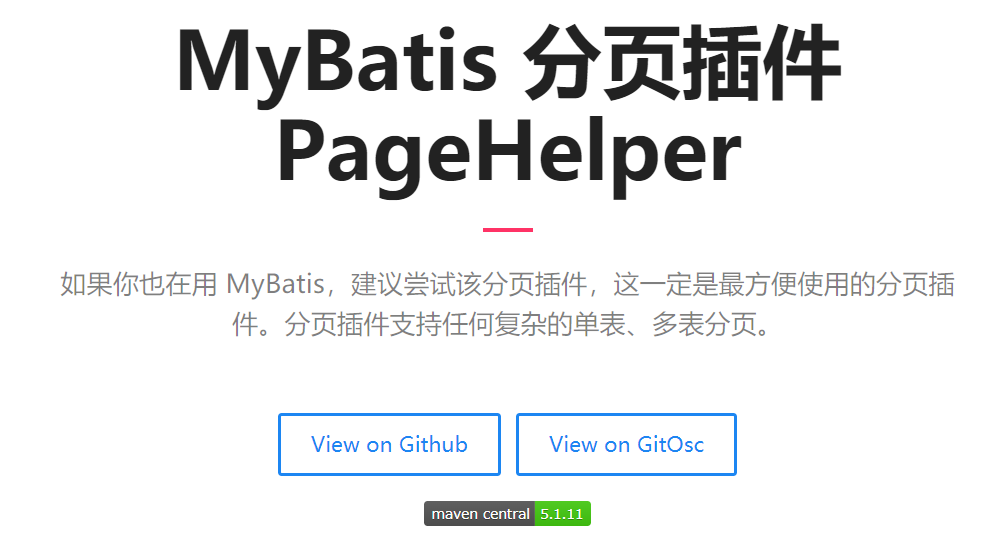 MyBatis 分页插件
PageHelper
如果你也在用 MyBatis，建议尝试该分页插件，这一定是最方便使用的分页插
件。分页插件支持任何复杂的单表、多表分页。
View on Github
View on GitOsc
maven central 5.1.11